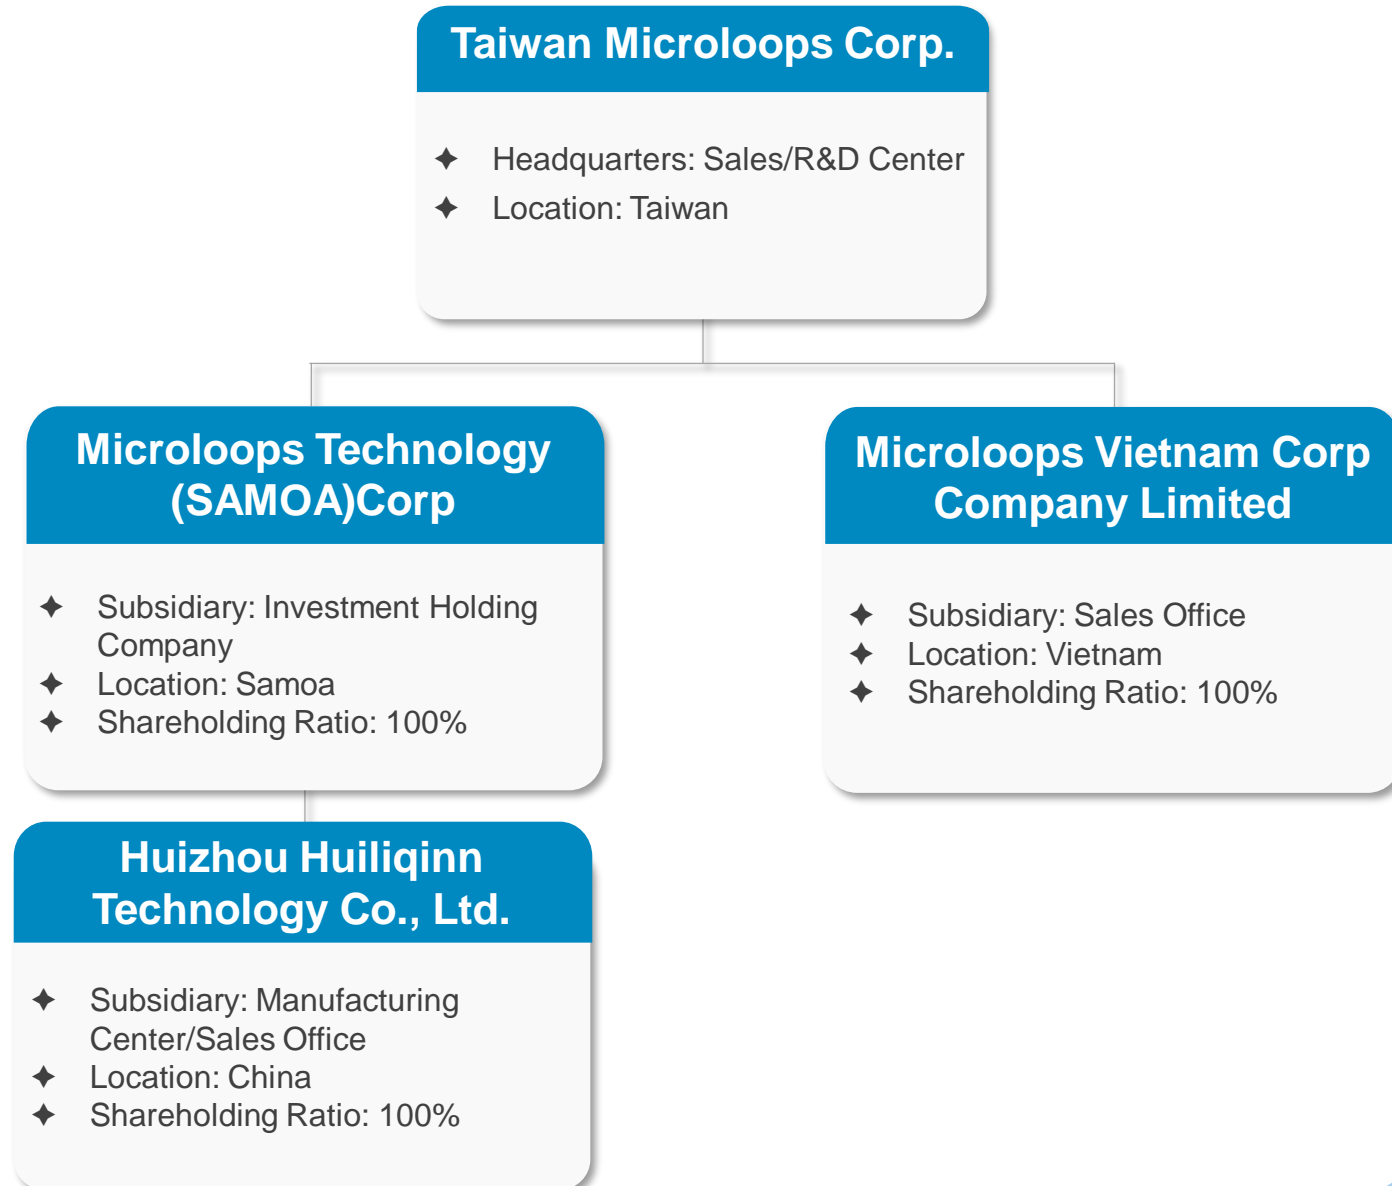 Taiwan Microloops Corp.
✦ Headquarters: Sales/R&D Center
✦ Location: Taiwan
Microloops Technology
(SAMOA)Corp
✦ Subsidiary: Investment Holding
Company
✦ Location: Samoa
✦ Shareholding Ratio: 100%
Microloops Vietnam Corp
Company Limited
✦ Subsidiary: Sales Office
✦ Location: Vietnam
✦ Shareholding Ratio: 100%
Huizhou Huiliqinn
Technology Co., Ltd.
✦ Subsidiary: Manufacturing
Center/Sales Office
✦ Location: China
✦ Shareholding Ratio: 100%